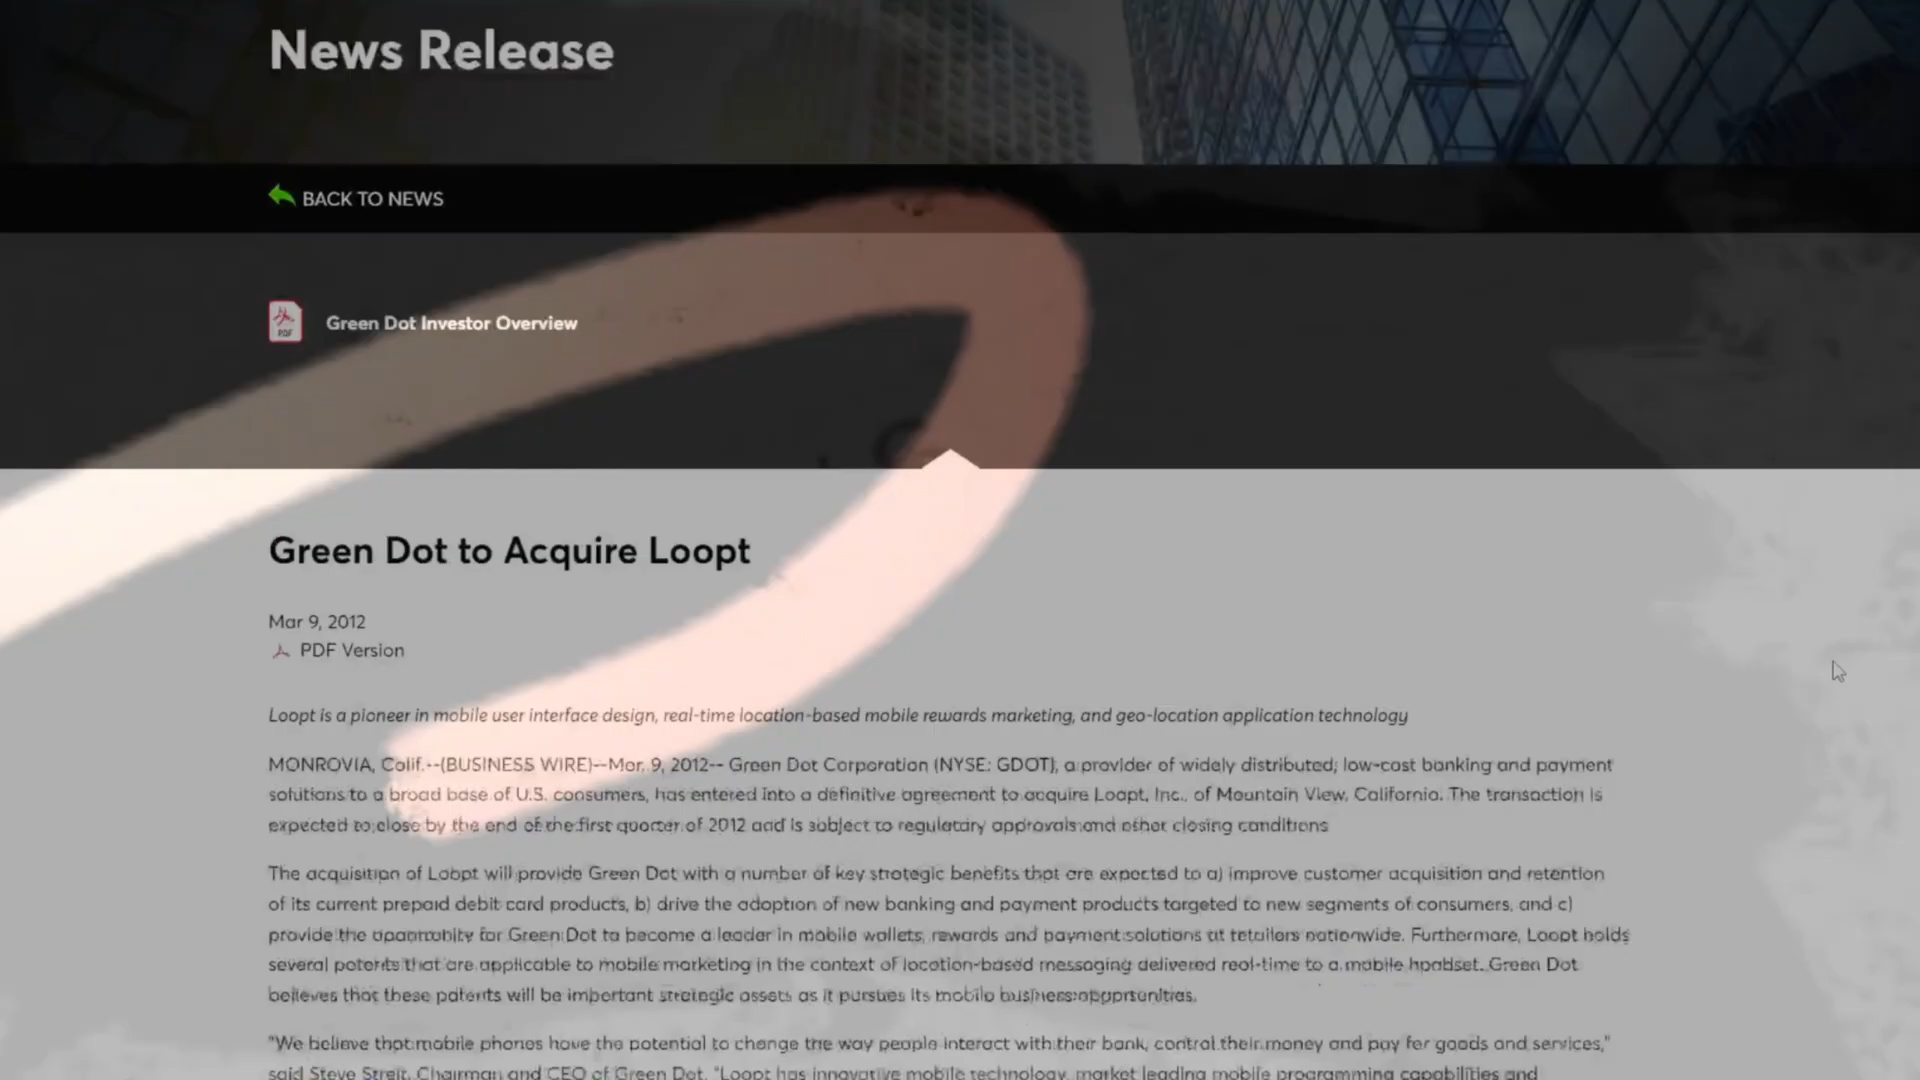 News Release
BACK TO NEWS
PDF
Green Dot Investor Overview
Green Dot to Acquire Loopt
Mar 9, 2012
PDF Version
Loopt is a pioneer in mobile user interface design, real-time location-based mobile rewards marketing, and geo-location application technology
MONROVIA, Calif.--(BUSINESS WIRE)--Mar. 9, 2012-- Green Dot Corporation (NYSE: GDOT), a provider of widely distributed, low-cost banking and payment
solutions to a broad base of U.S. consumers, has entered into a definitive agreement to acquire Loopt, Inc., of Mountain View, California. The transaction is
expected to close by the end of the first quarter of 2012 and is subject to regulatory approvals and other closing conditions
The acquisition of Loopt will provide Green Dot with a number of key strategic benefits that are expected to a) improve customer acquisition and retention
of its current prepaid debit card products, b) drive the adoption of new banking and payment products targeted to new segments of consumers, and c)
provide the opportunity for Green Dot to become a leader in mobile wallets, rewards and payment solutions at retailers nationwide. Furthermore, Loopt holds
several patents that are applicable to mobile marketing in the context of location-based messaging delivered real-time to a mobile handset. Green Dot
believes that these patents will be important strategic assets as it pursues its mobile business opportunities.
"We believe that mobile phones have the potential to change the way people interact with their bank, control their money and pay for goods and services,"
said Steve Streit, Chairman and CEO of Green Dot. "Loopt has innovative mobile technology, market leading mobile programming capabilities and